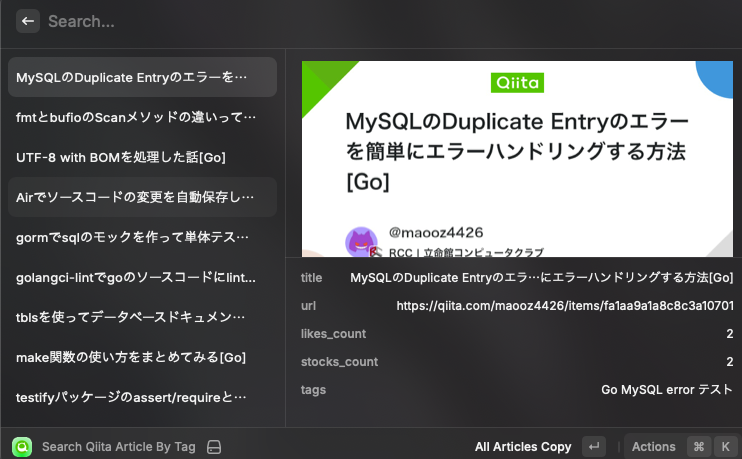 Search...
MySQLのDuplicate Entryのエラーを…
fmtとbufioのScanメソッドの違いって…
UTF-8 with BOMを処理した話[Go]
Airでソースコードの変更を自動保存し…
gormでsqlのモックを作って単体テス…
golangci-lintでgoのソースコードにlint...
tblsを使ってデータベースドキュメン…
make関数の使い方をまとめてみる[Go]
testifyパッケージのassert/requireと…
Qiita
MySQLのDuplicate Entryのエラー
を簡単にエラーハンドリングする方法
[Go]
@maooz4426
RCC | 立命館コンピュータクラブ
title MySQLのDuplicate Entryのエラ…にエラーハンドリングする方法[Go]
url https://qiita.com/maooz4426/items/fa1aa9a1a8c8c3a10701
likes_count 2
stocks_count 2
tags Go MySQL error テスト
Search Qiita Article By Tag All Articles Copy ↵ Actions ⌘ K